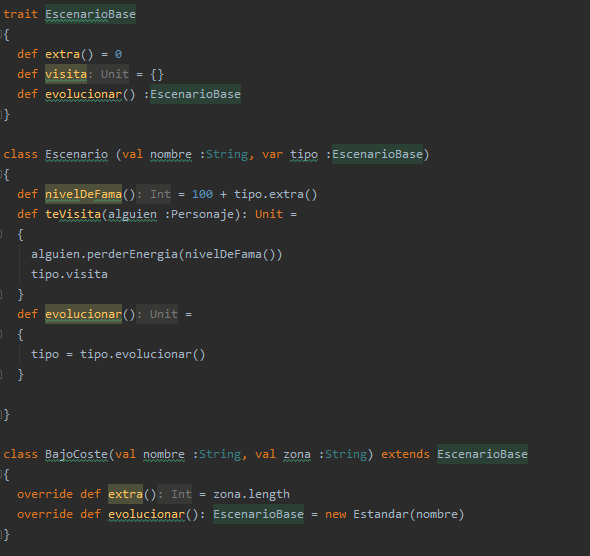 trait EscenarioBase
{
  def extra() = 0
  def visita: Unit = {}
  def evolucionar() :EscenarioBase
}

class Escenario (val nombre :String, var tipo :EscenarioBase)
{
  def nivelDeFama(): Int = 100 + tipo.extra()
  def teVisita(alguien :Personaje): Unit =
  {
    alguien.perderEnergia(nivelDeFama())
    tipo.visita
  }
  def evolucionar(): Unit =
  {
    tipo = tipo.evolucionar()
  }

}

class BajoCoste(val nombre :String, val zona :String) extends EscenarioBase
{
  override def extra(): Int = zona.length
  override def evolucionar(): EscenarioBase = new Estandar(nombre)
}